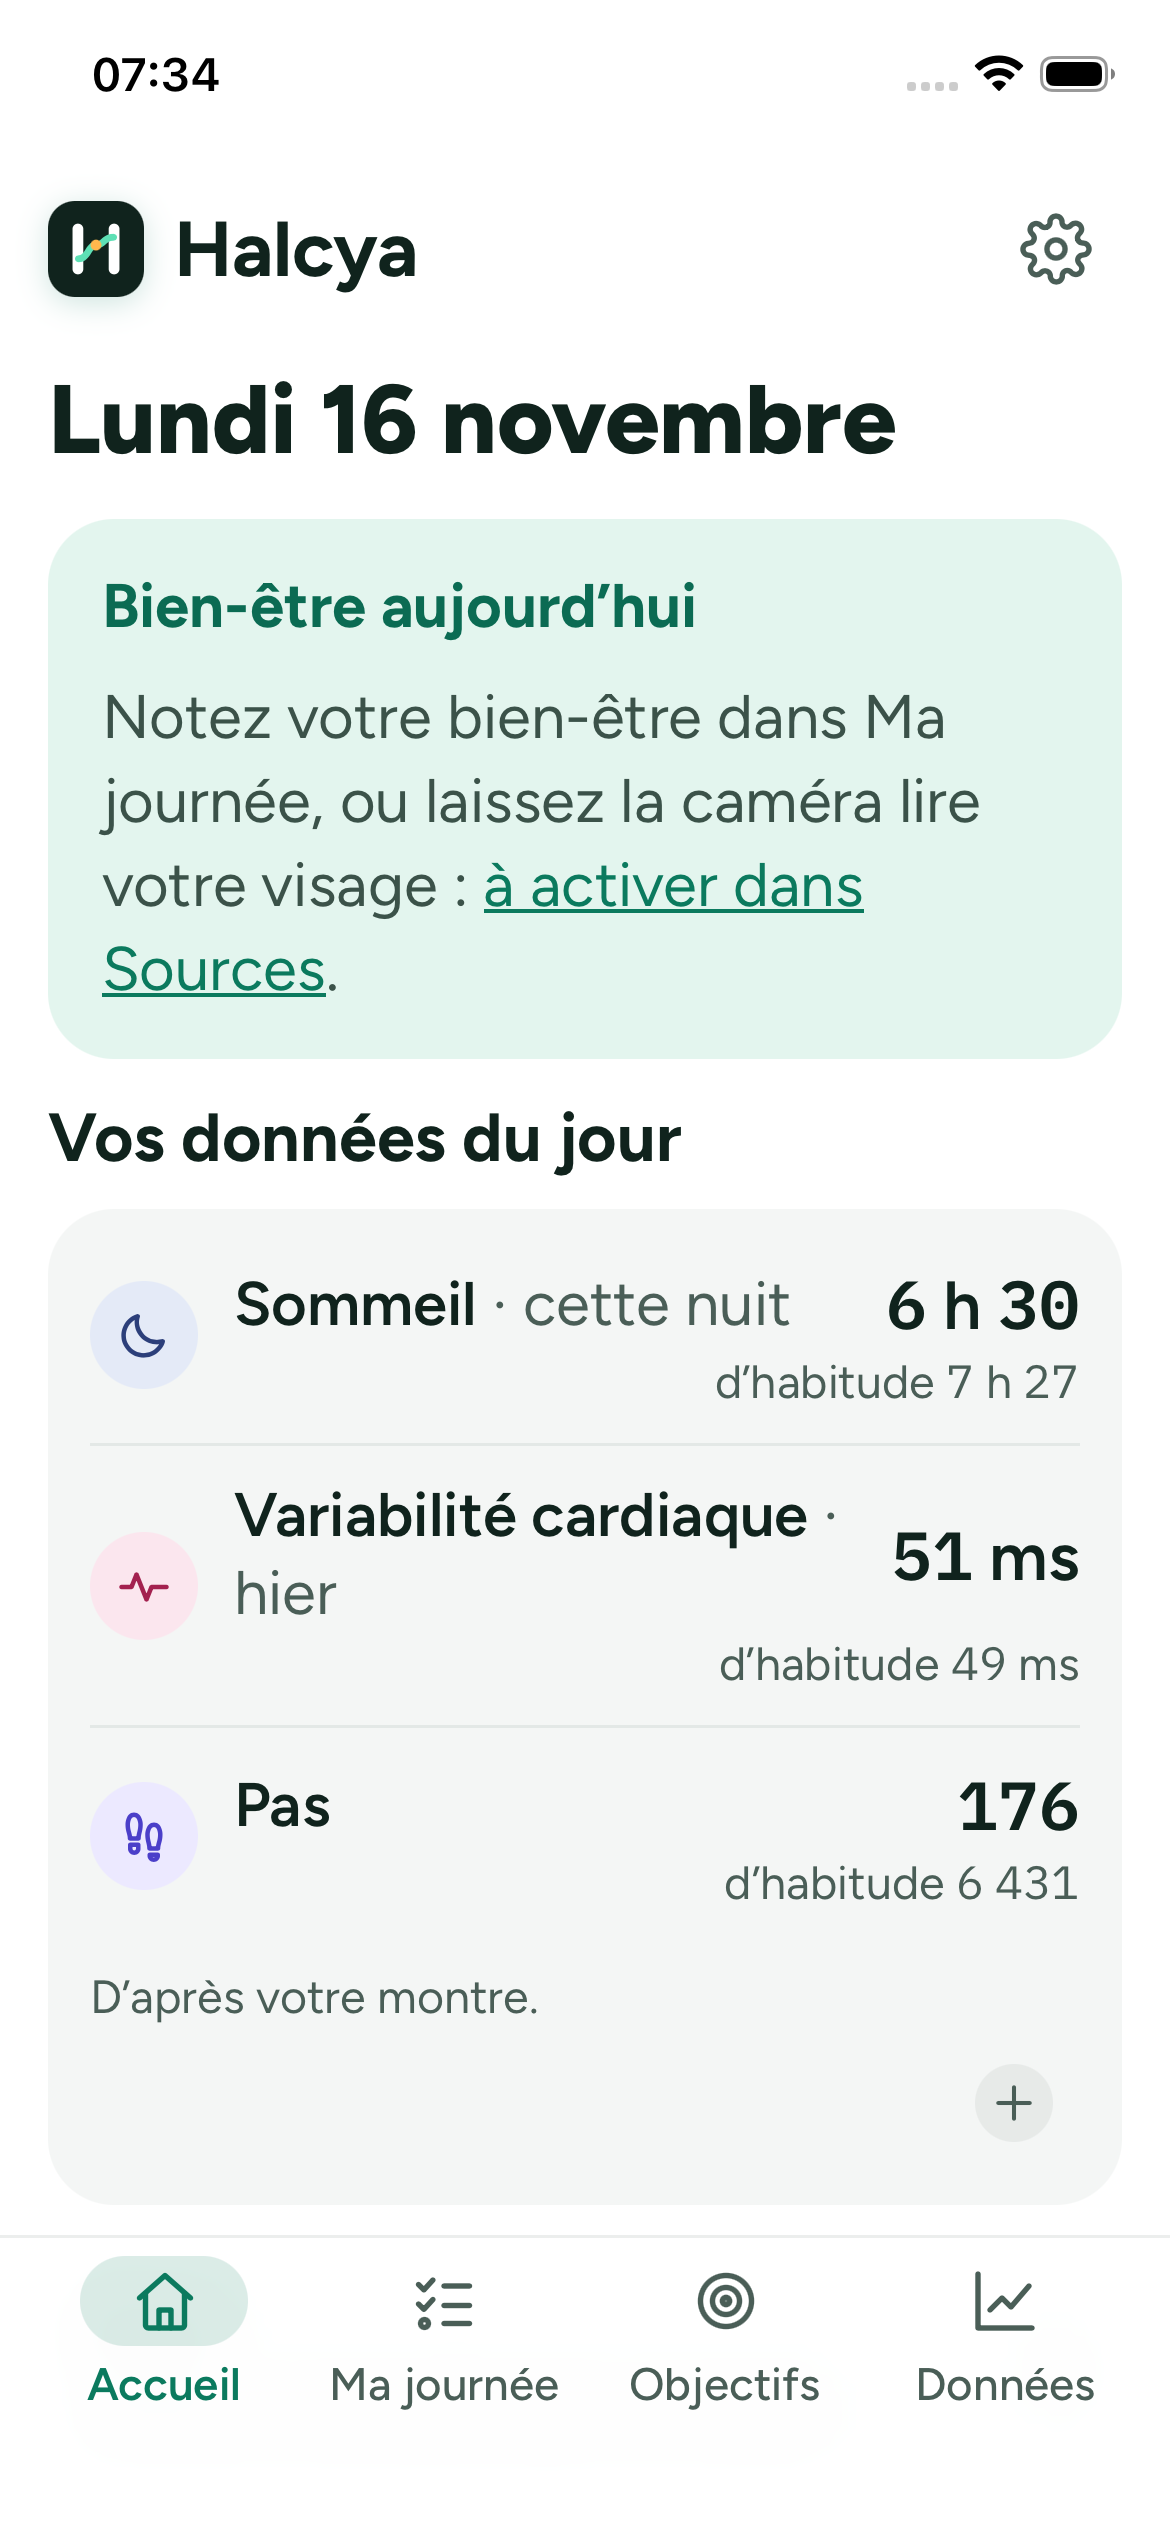 07:34
Halcya
Lundi 16 novembre
Bien-être aujourd’hui
Notez votre bien-être dans Ma
journée, ou laissez la caméra lire
votre visage : à activer dans
Sources.
Vos données du jour
Sommeil · cette nuit 6 h 30
d’habitude 7 h 27
Variabilité cardiaque ·
hier
51 ms
d’habitude 49 ms
Pas 176
d’habitude 6 431
D’après votre montre.
Accueil Ma journée Objectifs Données